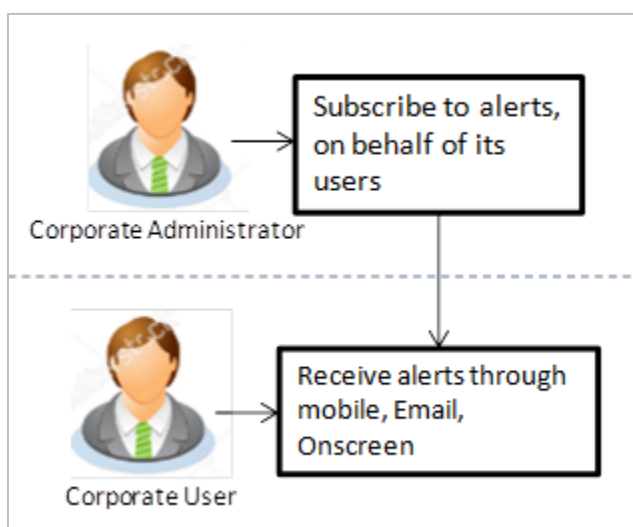 Subscribe to alerts,
on behalf of its
users
Corporate Administrator
Receive alerts through
mobile, Email,
Onscreen
Corporate User